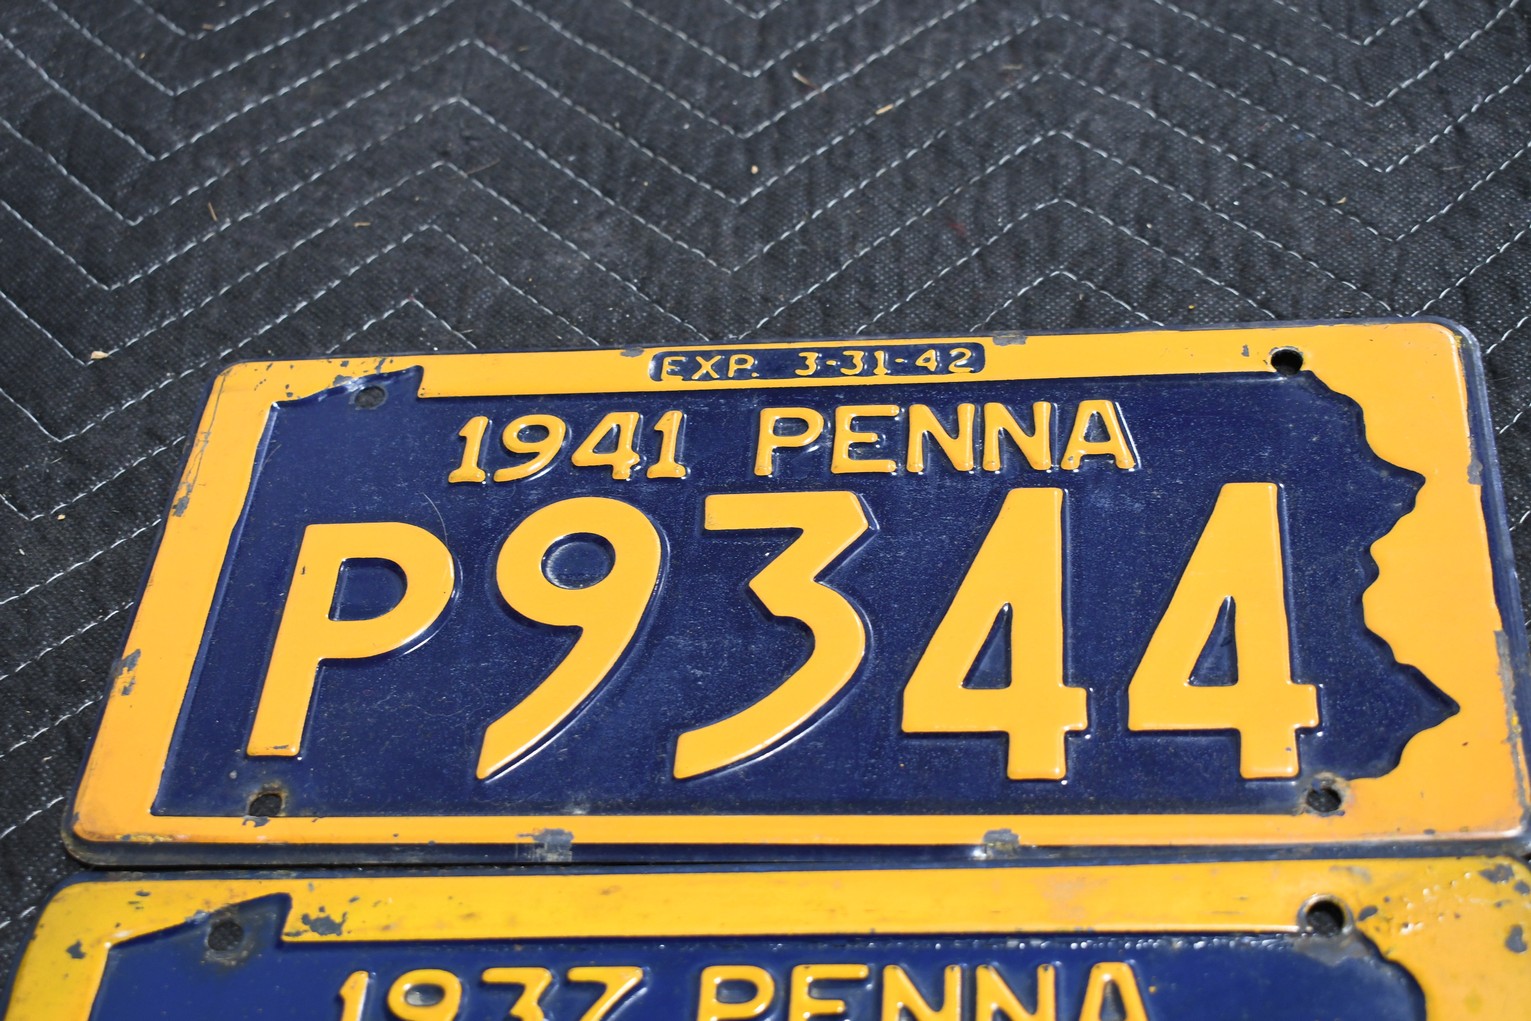 EXP. 3-31-42
1941 PENNA
P9344
1937 PENNA